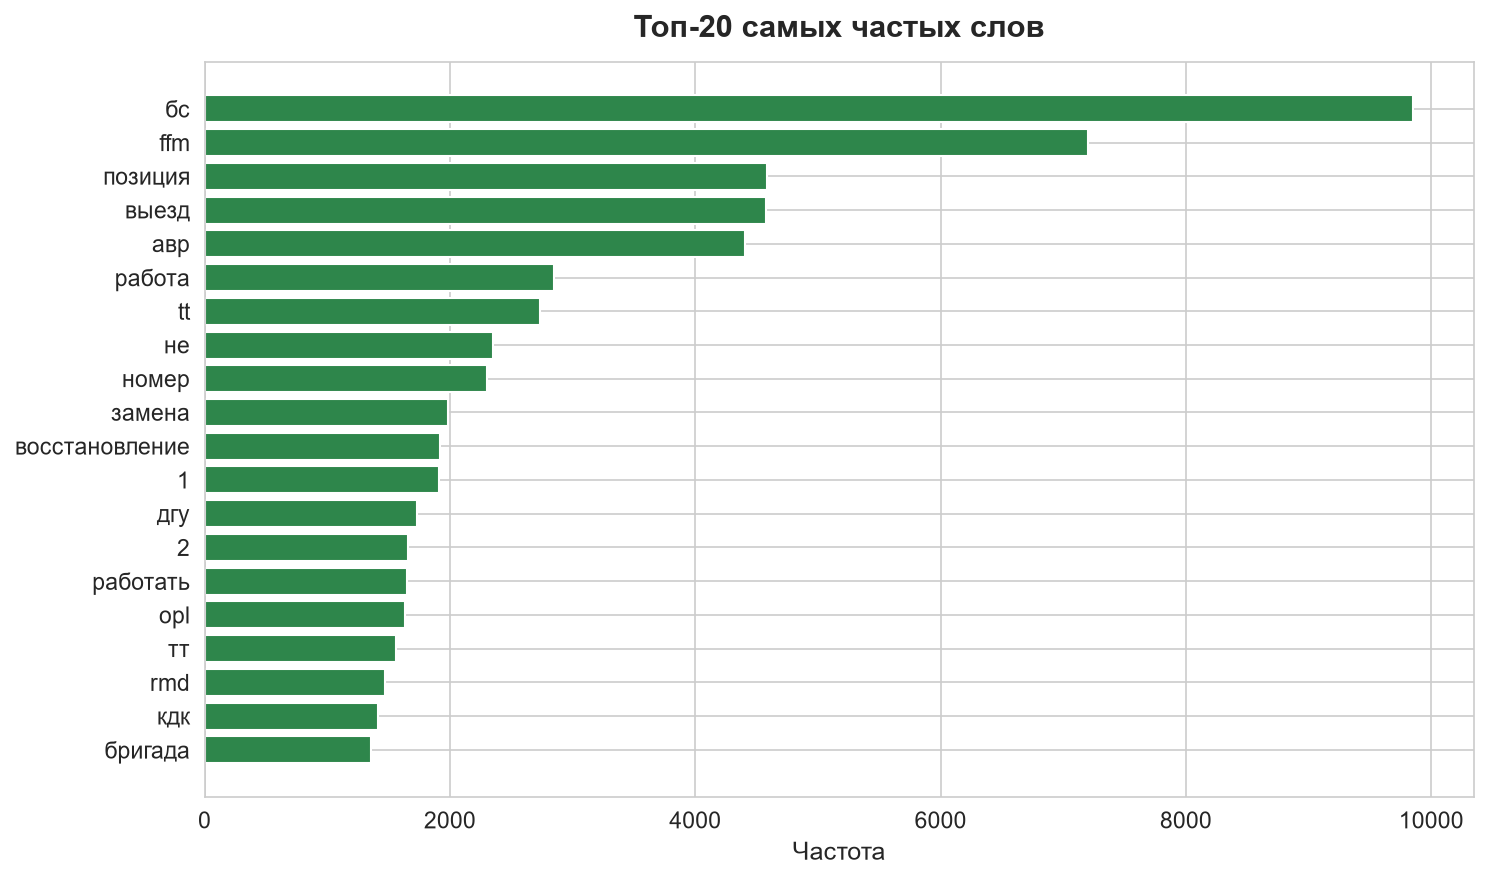 Топ-20 самых частых слов
бс
ffm
позиция
выезд
авр
работа
tt
не
номер
замена
восстановление
1
дгу
2
работать
opl
тт
rmd
кдк
бригада
0 2000 4000 6000 8000 10000
Частота